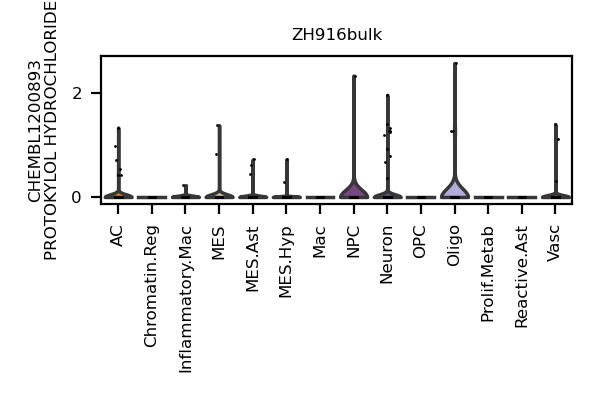 ZH916bulk
CHEMBL1200893
PROTOKYLOL HYDROCHLORIDE
2
0
AC
Chromatin.Reg
Inflammatory.Mac
MES
MES.Ast
MES.Hyp
Mac
NPC
Neuron
OPC
Oligo
Prolif.Metab
Reactive.Ast
Vasc